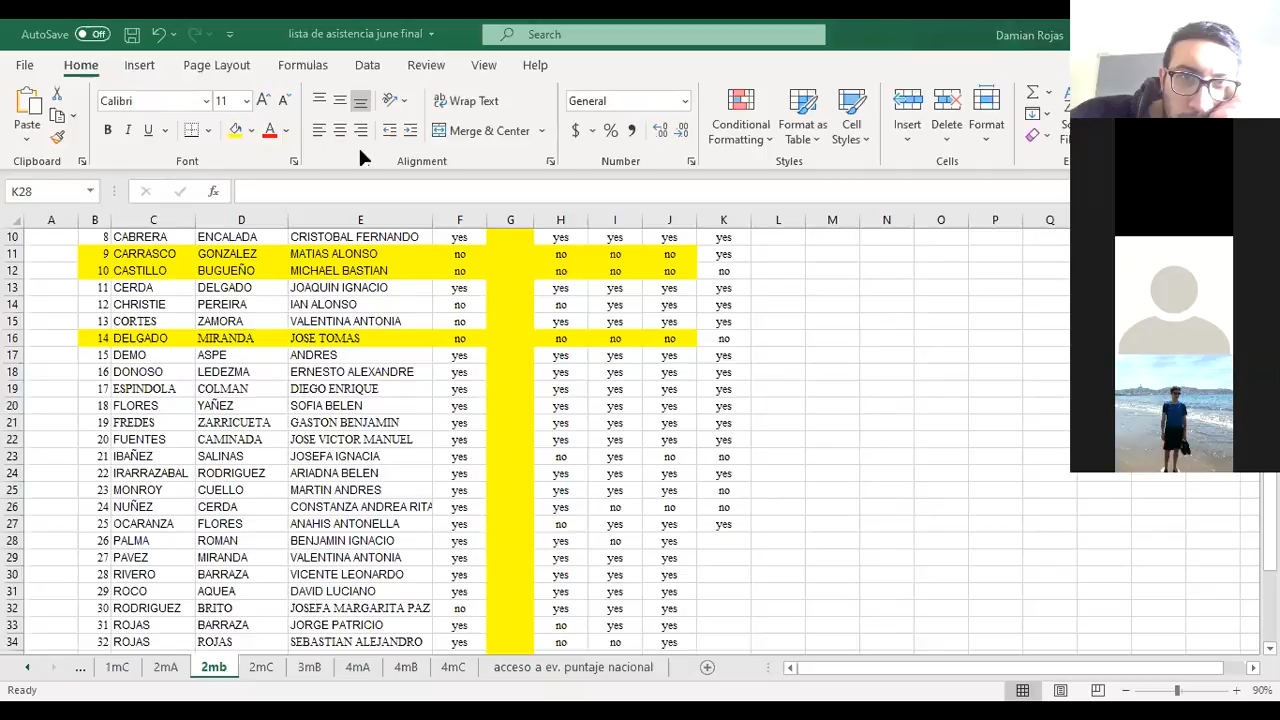 AutoSave Off lista de asistencia june final Search Damian Rojas
File Home Insert Page Layout Formulas Data Review View Help
Calibri 11 Wrap Text General
Paste Merge & Center Conditional Formatting Format as Table Cell Styles Insert Delete Format
Clipboard Font Alignment Number Styles Cells
K28 fx
A B C D E F G H I J K L M N O P Q
10 8 CABRERA ENCALADA CRISTOBAL FERNANDO yes yes yes yes yes
11 9 CARRASCO GONZALEZ MATIAS ALONSO no no no no yes
12 10 CASTILLO BUGUEÑO MICHAEL BASTIAN no no no no no
13 11 CERDA DELGADO JOAQUIN IGNACIO yes yes yes yes yes
14 12 CHRISTIE PEREIRA IAN ALONSO no no yes yes yes
15 13 CORTES ZAMORA VALENTINA ANTONIA no yes yes yes yes
16 14 DELGADO MIRANDA JOSE TOMAS no no no no no
17 15 DEMO ASPE ANDRES yes yes yes yes yes
18 16 DONOSO LEDEZMA ERNESTO ALEXANDRE yes yes yes yes yes
19 17 ESPINDOLA COLMAN DIEGO ENRIQUE yes yes yes yes yes
20 18 FLORES YAÑEZ SOFIA BELEN yes yes yes yes yes
21 19 FREDES ZARRICUETA GASTON BENJAMIN yes yes yes yes yes
22 20 FUENTES CAMINADA JOSE VICTOR MANUEL yes yes yes yes yes
23 21 IBAÑEZ SALINAS JOSEFA IGNACIA yes no yes no no
24 22 IRARRAZABAL RODRIGUEZ ARIADNA BELEN yes yes yes yes yes
25 23 MONROY CUELLO MARTIN ANDRES yes yes yes yes no
26 24 NUÑEZ CERDA CONSTANZA ANDREA RITA yes yes no no no
27 25 OCARANZA FLORES ANAHIS ANTONELLA yes no yes yes yes
28 26 PALMA ROMAN BENJAMIN IGNACIO yes yes no yes
29 27 PAVEZ MIRANDA VALENTINA ANTONIA yes yes yes yes
30 28 RIVERO BARRAZA VICENTE LEONARDO yes yes yes yes
31 29 ROCO AQUEA DAVID LUCIANO yes yes yes yes
32 30 RODRIGUEZ BRITO JOSEFA MARGARITA PAZ no yes yes yes
33 31 ROJAS BARRAZA JORGE PATRICIO yes no yes yes
34 32 ROJAS ROJAS SEBASTIAN ALEJANDRO yes no no yes
... 1mC 2mA 2mb 2mC 3mB 4mA 4mB 4mC acceso a ev. puntaje nacional
Ready 90%